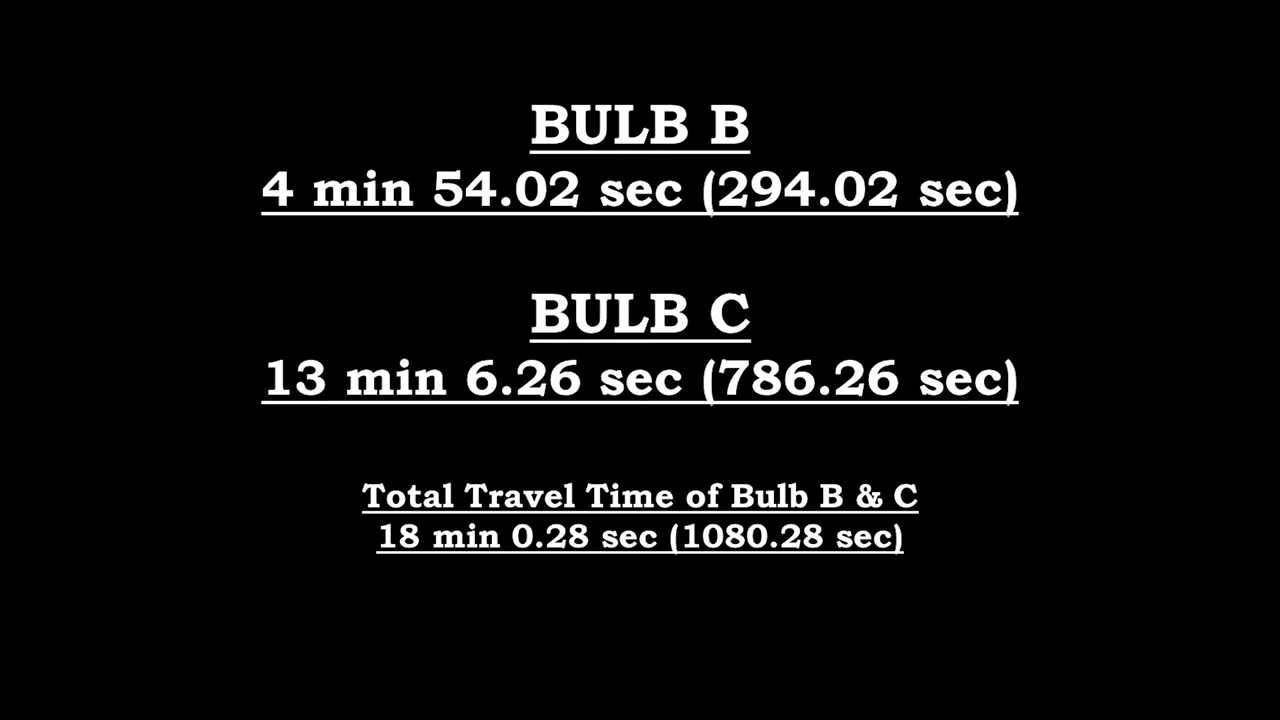 BULB B
4 min 54.02 sec (294.02 sec)
BULB C
13 min 6.26 sec (786.26 sec)
Total Travel Time of Bulb B & C
18 min 0.28 sec (1080.28 sec)